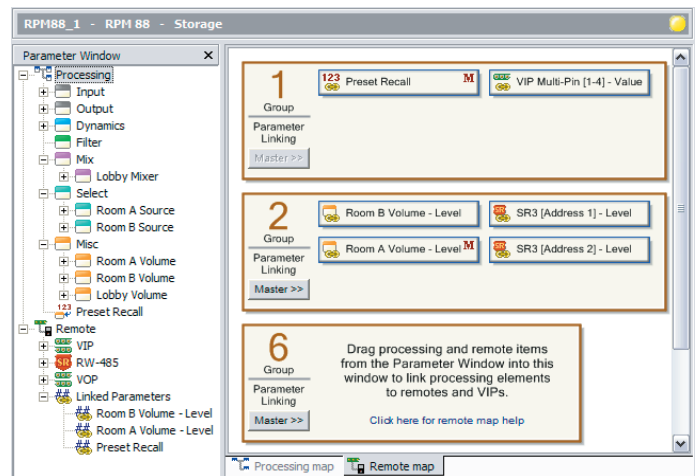 RPM88_1 - RPM 88 - Storage
Parameter Window X
Processing
Input
Output
Dynamics
Filter
Mix
Lobby Mixer
Select
Room A Source
Room B Source
Misc
Room A Volume
Room B Volume
Lobby Volume
123 Preset Recall
Remote
VIP
SR RW-485
VOP
Linked Parameters
Room B Volume - Level
Room A Volume - Level
Preset Recall
1
Group
Parameter
Linking
Master >>
123 Preset Recall M
VIP Multi-Pin [1-4] - Value
2
Group
Parameter
Linking
Master >>
Room B Volume - Level
SR SR3 [Address 1] - Level
Room A Volume - Level M
SR SR3 [Address 2] - Level
6
Group
Parameter
Linking
Master >>
Drag processing and remote items
from the Parameter Window into this
window to link processing elements
to remotes and VIPs.
Click here for remote map help
Processing map
Remote map